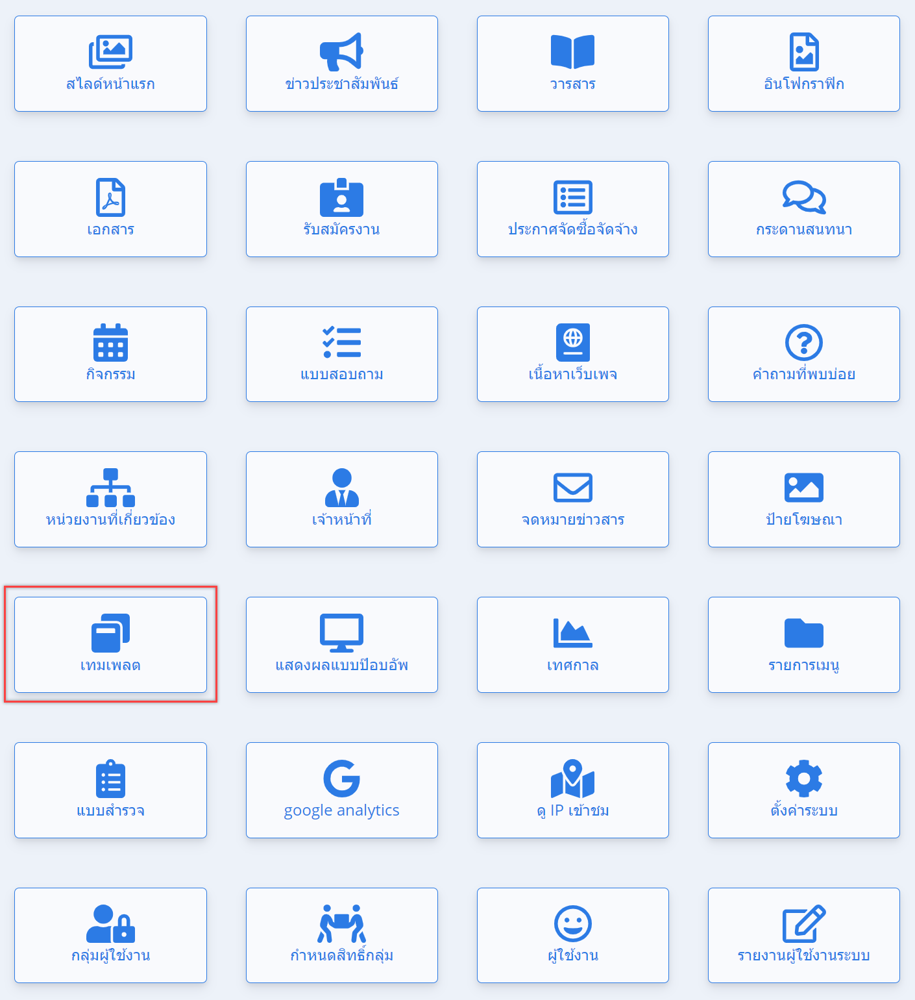 สไลด์หน้าแรก
ข่าวประชาสัมพันธ์
วารสาร
อินโฟกราฟิก
เอกสาร
รับสมัครงาน
ประกาศจัดซื้อจัดจ้าง
กระดานสนทนา
กิจกรรม
แบบสอบถาม
เนื้อหาเว็บเพจ
คำถามที่พบบ่อย
หน่วยงานที่เกี่ยวข้อง
เจ้าหน้าที่
จดหมายข่าวสาร
ป้ายโฆษณา
เทมเพลต
แสดงผลแบบป๊อบอัพ
เทศกาล
รายการเมนู
แบบสำรวจ
google analytics
ดู IP เข้าชม
ตั้งค่าระบบ
กลุ่มผู้ใช้งาน
กำหนดสิทธิ์กลุ่ม
ผู้ใช้งาน
รายงานผู้ใช้งานระบบ